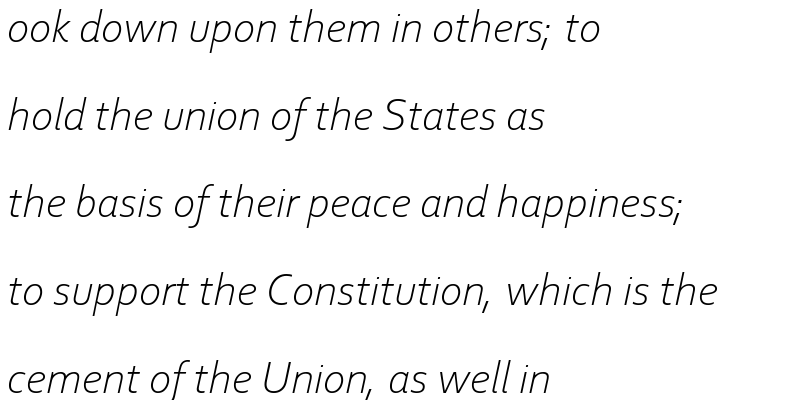 ook down upon them in others; to
hold the union of the States as
the basis of their peace and happiness;
to support the Constitution, which is the
cement of the Union, as well in